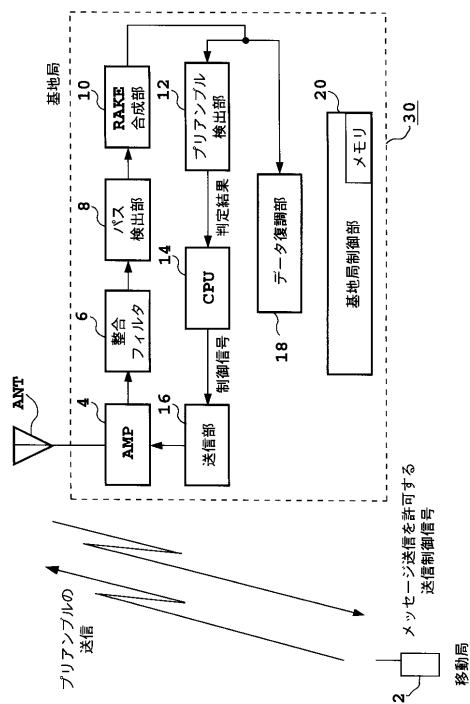 基地局
ANT
4
AMP
6
整合
フィルタ
8
パス
検出部
10
RAKE
合成部
12
プリアンブル
検出部
判定結果
14
CPU
制御信号
16
送信部
18
データ復調部
20
基地局制御部
メモリ
30
プリアンブルの
送信
メッセージ送信を許可する
送信制御信号
2
移動局